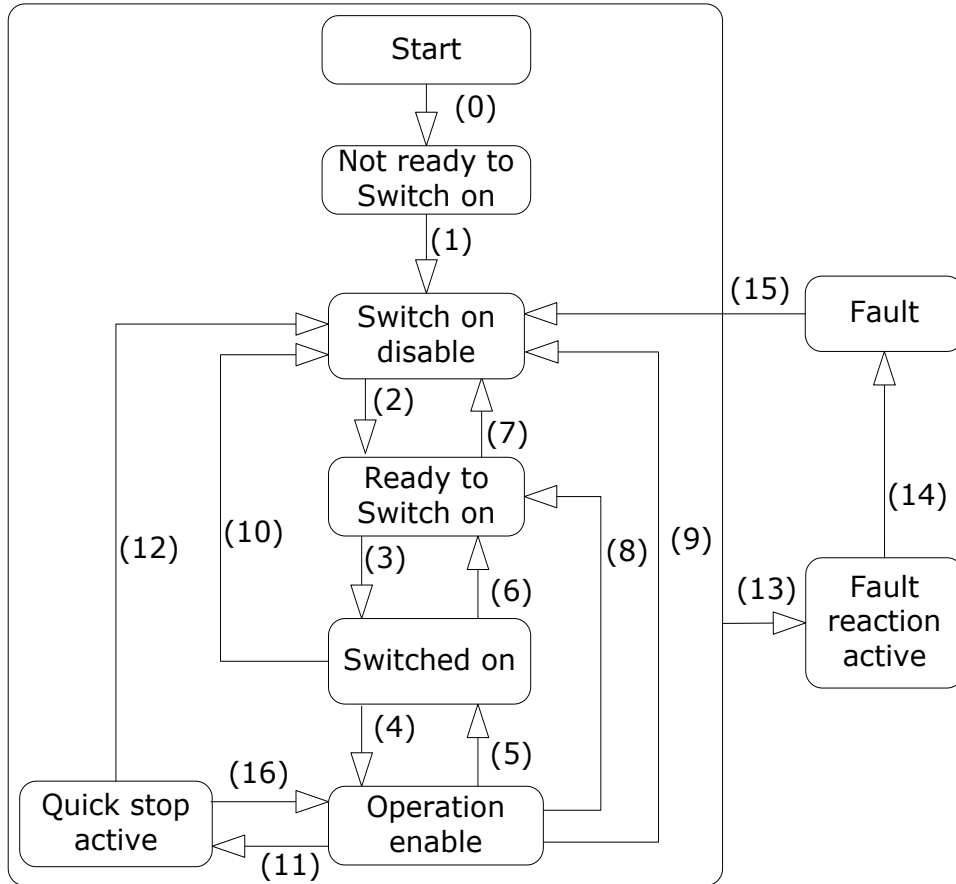 Start
(0)
Not ready to
Switch on
(1)
Switch on
disable
(15)
Fault
(2)
(7)
Ready to
Switch on
(14)
(12)
(10)
(3)
(6)
(8)
(9)
(13)
Fault
reaction
active
Switched on
(4)
(5)
(16)
Quick stop
active
Operation
enable
(11)